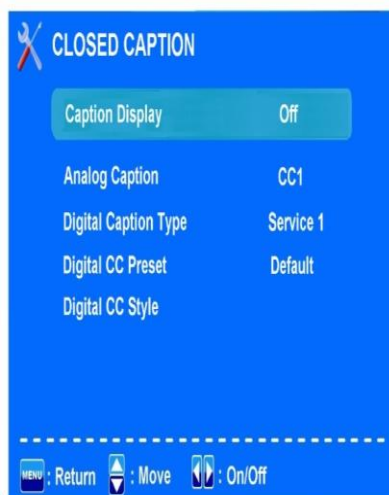 CLOSED CAPTION
Caption Display Off
Analog Caption CC1
Digital Caption Type Service 1
Digital CC Preset Default
Digital CC Style
MENU : Return : Move : On/Off